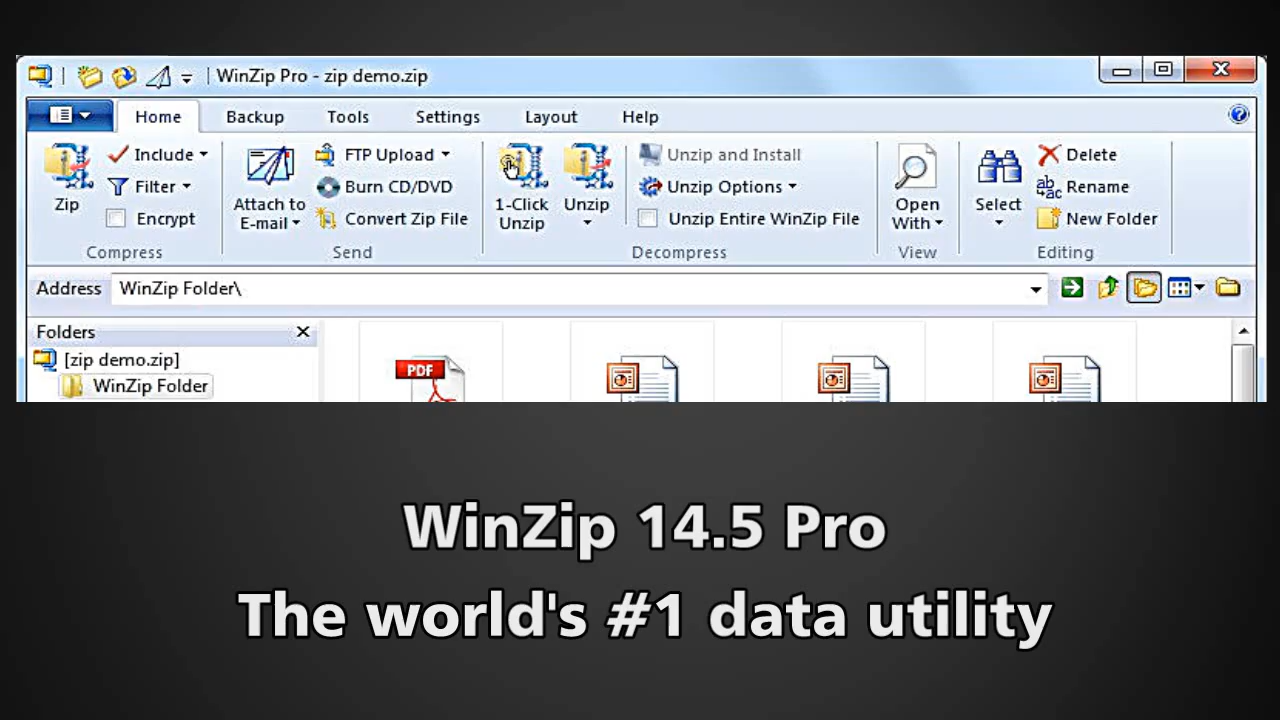 WinZip Pro - zip demo.zip
Home Backup Tools Settings Layout Help
Include FTP Upload Unzip and Install Delete
Filter Burn CD/DVD Unzip Options Rename
Zip Attach to E-mail 1-Click Unzip Unzip Open With Select
Encrypt Convert Zip File Unzip Entire WinZip File New Folder
Compress Send Decompress View Editing
Address WinZip Folder\
Folders
[zip demo.zip]
WinZip Folder
PDF
WinZip 14.5 Pro
The world's #1 data utility